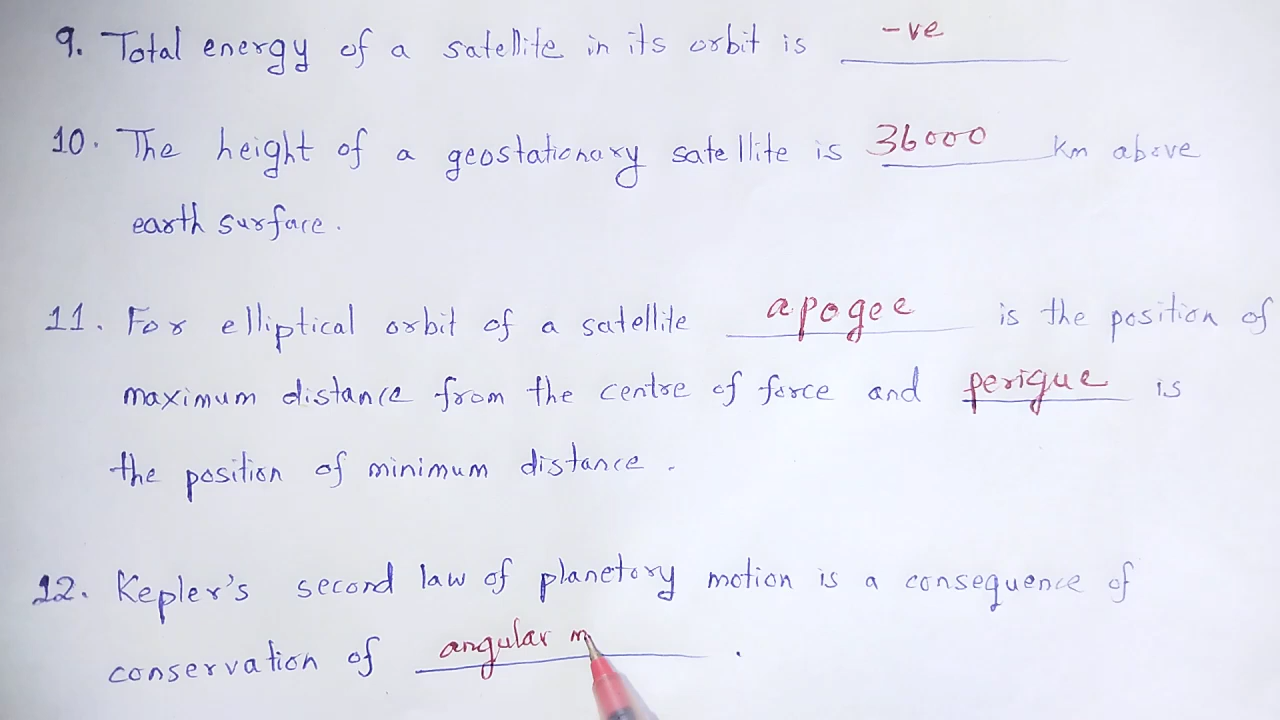 9. Total energy of a satellite in its orbit is -ve
10. The height of a geostationary satellite is 36000 km above
earth surface.
11. For elliptical orbit of a satellite apogee is the position of
maximum distance from the centre of force and perigue is
the position of minimum distance.
12. Kepler's second law of planetory motion is a consequence of
conservation of angular m .